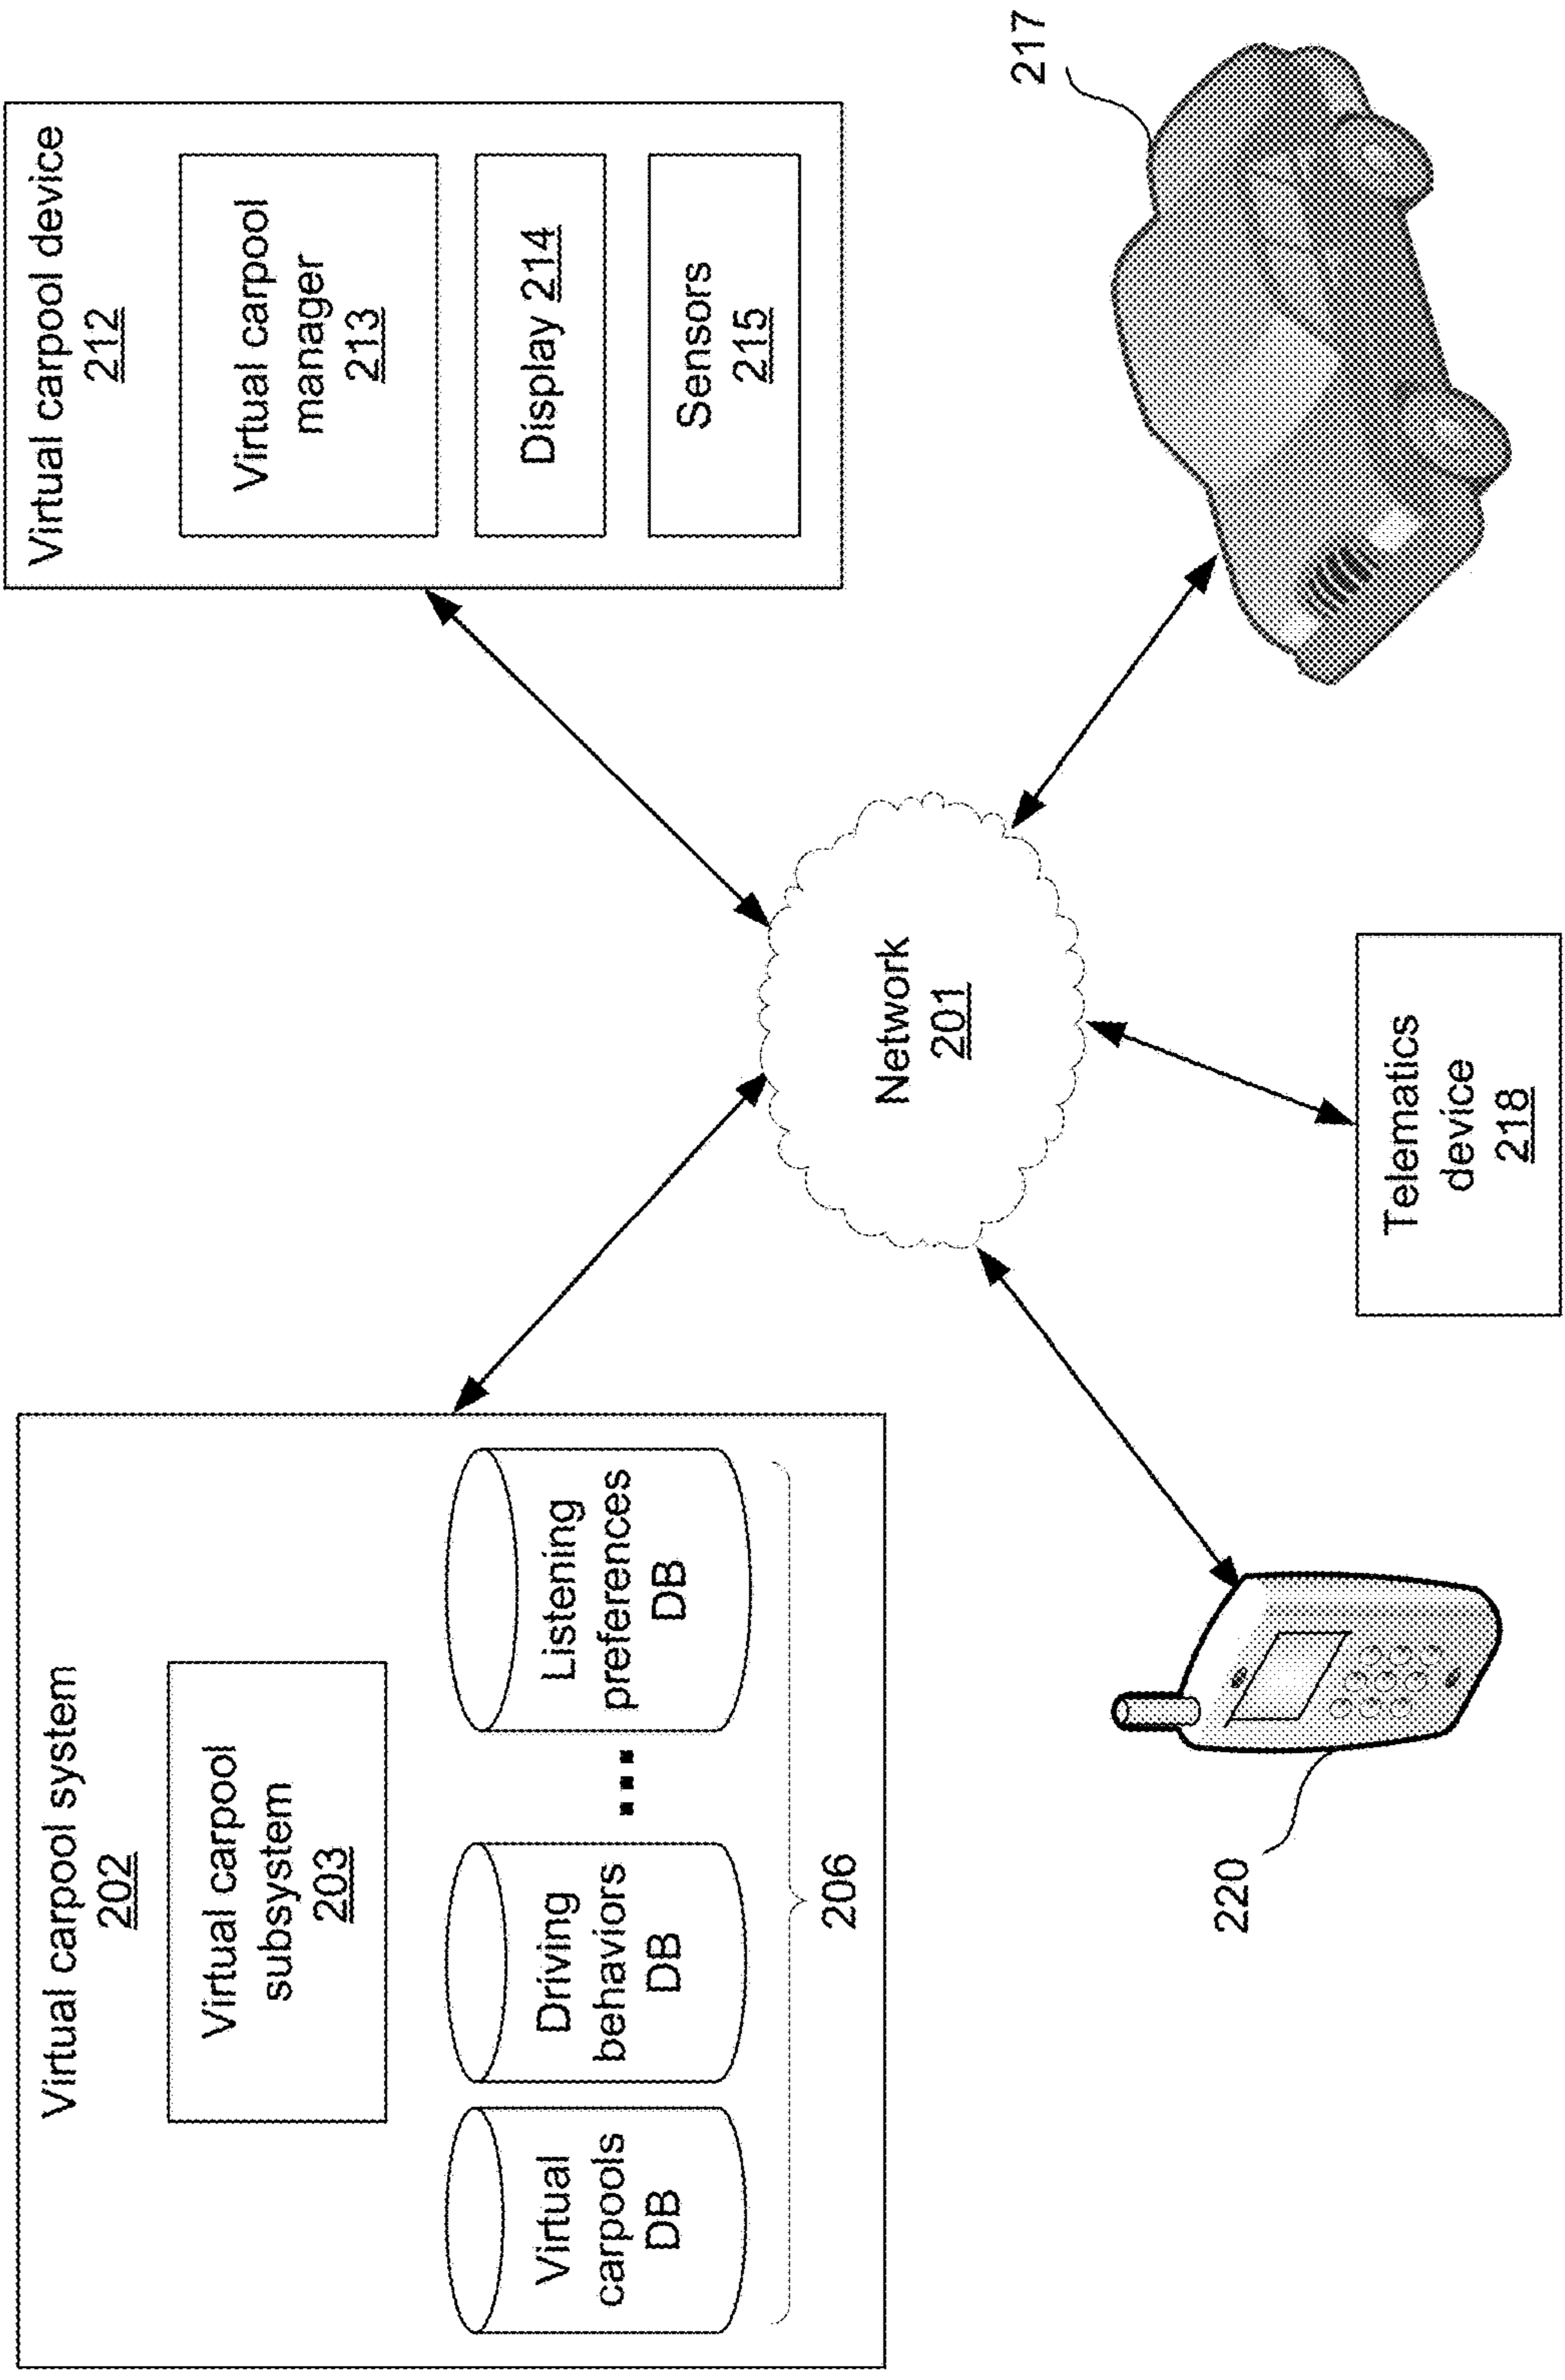 Virtual carpool system
202
Virtual carpool
subsystem
203
Virtual
carpools
DB
Driving
behaviors
DB
...
Listening
preferences
DB
206
Virtual carpool device
212
Virtual carpool
manager
213
Display 214
Sensors
215
Network
201
220
Telematics
device
218
217